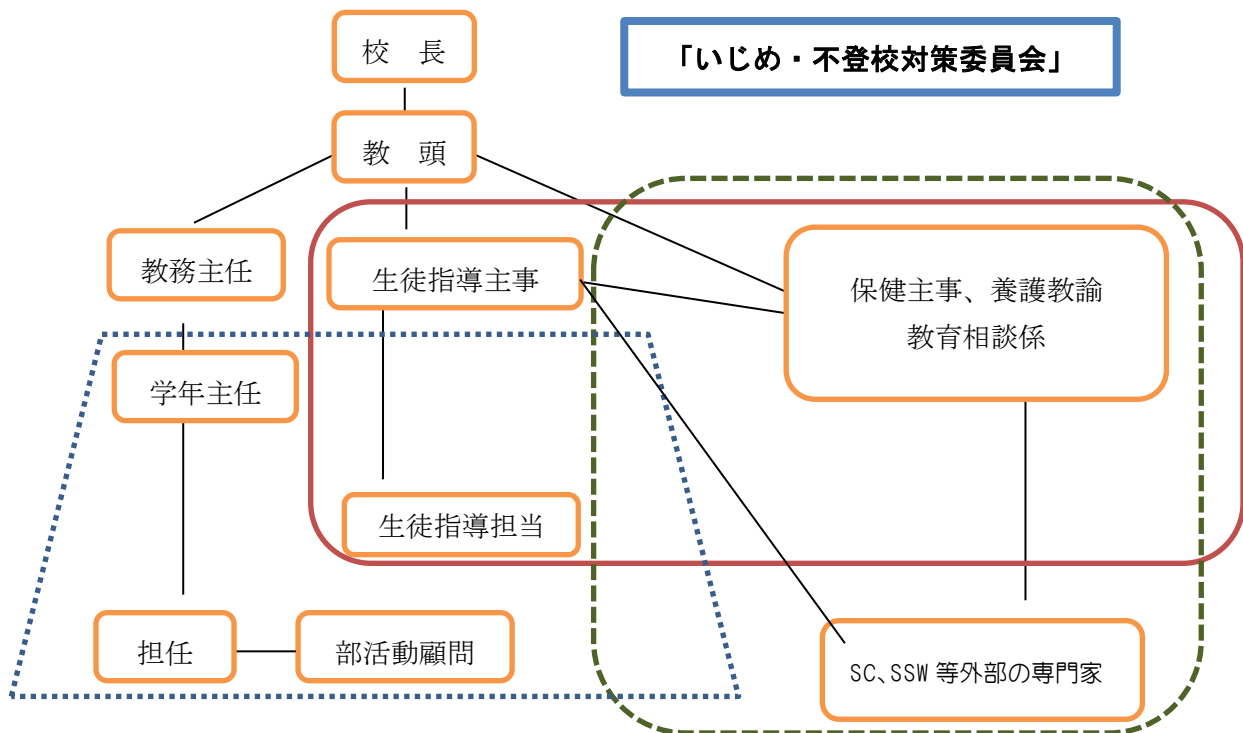 校　長
「いじめ・不登校対策委員会」
教　頭
教務主任
生徒指導主事
保健主事、養護教諭
教育相談係
学年主任
生徒指導担当
担任
部活動顧問
SC、SSW 等外部の専門家